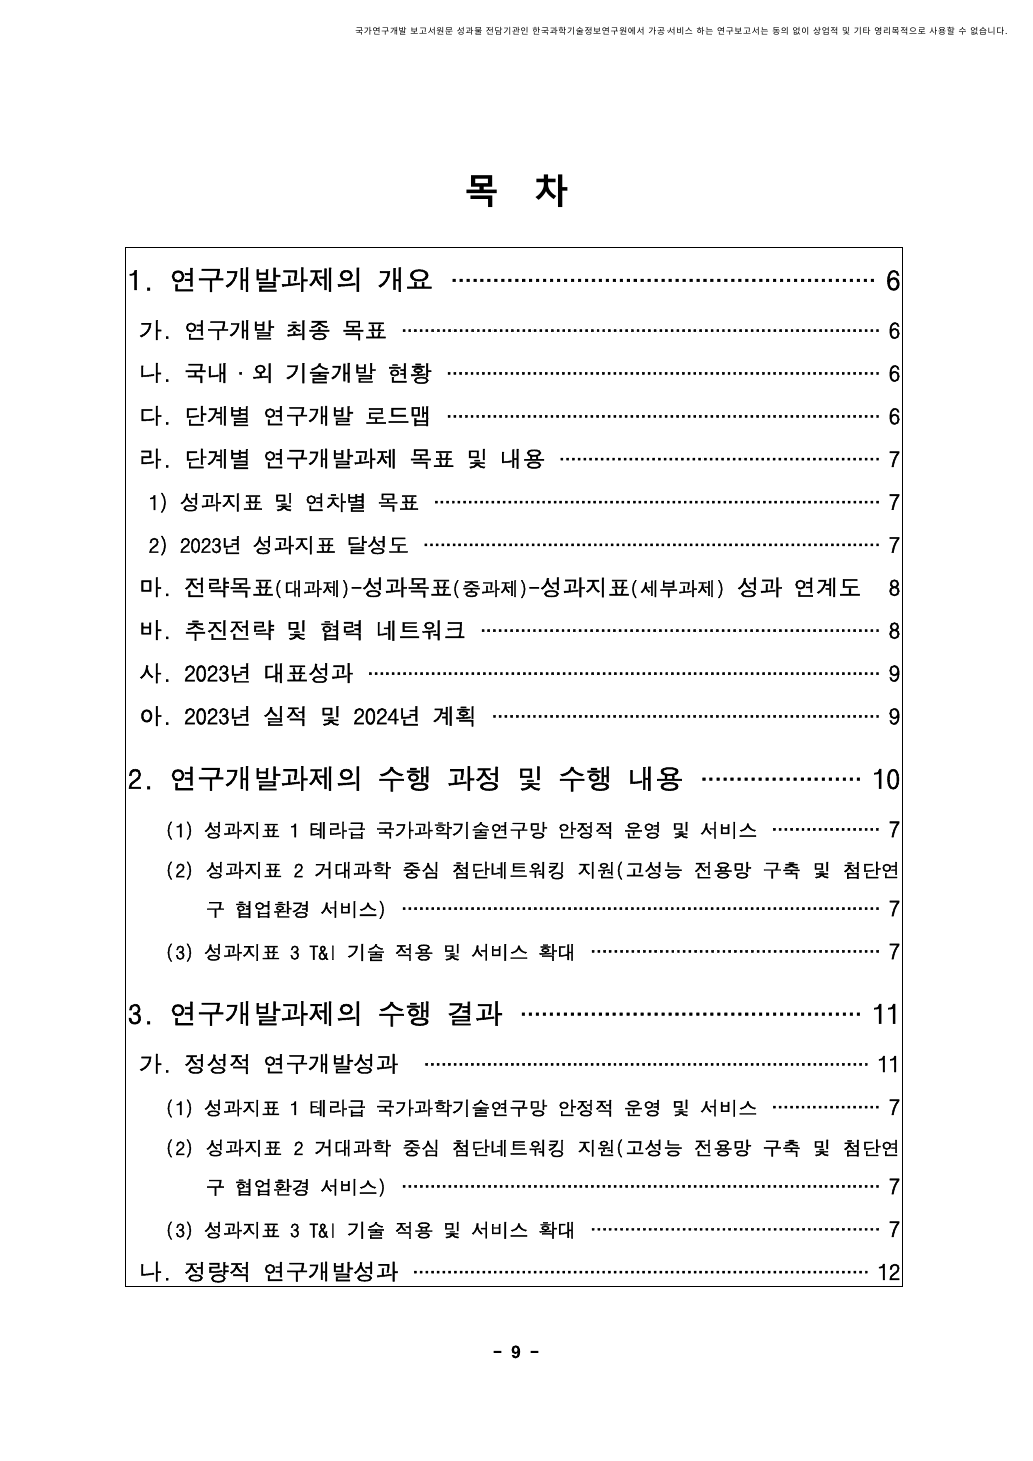 국가연구개발 보고서원문 성과물 전담기관인 한국과학기술정보연구원에서 가공·서비스 하는 연구보고서는 동의 없이 상업적 및 기타 영리목적으로 사용할 수 없습니다.
목 차
1. 연구개발과제의 개요 ⋯⋯⋯⋯⋯⋯⋯⋯⋯⋯⋯⋯⋯⋯⋯⋯ 6
가. 연구개발 최종 목표 ⋯⋯⋯⋯⋯⋯⋯⋯⋯⋯⋯⋯⋯⋯⋯⋯ 6
나. 국내·외 기술개발 현황 ⋯⋯⋯⋯⋯⋯⋯⋯⋯⋯⋯⋯⋯⋯ 6
다. 단계별 연구개발 로드맵 ⋯⋯⋯⋯⋯⋯⋯⋯⋯⋯⋯⋯⋯⋯ 6
라. 단계별 연구개발과제 목표 및 내용 ⋯⋯⋯⋯⋯⋯⋯⋯⋯ 7
1) 성과지표 및 연차별 목표 ⋯⋯⋯⋯⋯⋯⋯⋯⋯⋯⋯⋯⋯⋯ 7
2) 2023년 성과지표 달성도 ⋯⋯⋯⋯⋯⋯⋯⋯⋯⋯⋯⋯⋯⋯ 7
마. 전략목표(대과제)-성과목표(중과제)-성과지표(세부과제) 성과 연계도 8
바. 추진전략 및 협력 네트워크 ⋯⋯⋯⋯⋯⋯⋯⋯⋯⋯⋯⋯ 8
사. 2023년 대표성과 ⋯⋯⋯⋯⋯⋯⋯⋯⋯⋯⋯⋯⋯⋯⋯⋯⋯ 9
아. 2023년 실적 및 2024년 계획 ⋯⋯⋯⋯⋯⋯⋯⋯⋯⋯⋯⋯ 9
2. 연구개발과제의 수행 과정 및 수행 내용 ⋯⋯⋯⋯⋯⋯ 10
(1) 성과지표 1 테라급 국가과학기술연구망 안정적 운영 및 서비스 ⋯⋯⋯ 7
(2) 성과지표 2 거대과학 중심 첨단네트워킹 지원(고성능 전용망 구축 및 첨단연
구 협업환경 서비스) ⋯⋯⋯⋯⋯⋯⋯⋯⋯⋯⋯⋯⋯⋯⋯⋯ 7
(3) 성과지표 3 T&I 기술 적용 및 서비스 확대 ⋯⋯⋯⋯⋯⋯⋯⋯ 7
3. 연구개발과제의 수행 결과 ⋯⋯⋯⋯⋯⋯⋯⋯⋯⋯⋯ 11
가. 정성적 연구개발성과 ⋯⋯⋯⋯⋯⋯⋯⋯⋯⋯⋯⋯⋯⋯ 11
(1) 성과지표 1 테라급 국가과학기술연구망 안정적 운영 및 서비스 ⋯⋯⋯ 7
(2) 성과지표 2 거대과학 중심 첨단네트워킹 지원(고성능 전용망 구축 및 첨단연
구 협업환경 서비스) ⋯⋯⋯⋯⋯⋯⋯⋯⋯⋯⋯⋯⋯⋯⋯⋯ 7
(3) 성과지표 3 T&I 기술 적용 및 서비스 확대 ⋯⋯⋯⋯⋯⋯⋯⋯ 7
나. 정량적 연구개발성과 ⋯⋯⋯⋯⋯⋯⋯⋯⋯⋯⋯⋯⋯⋯ 12
- 9 -